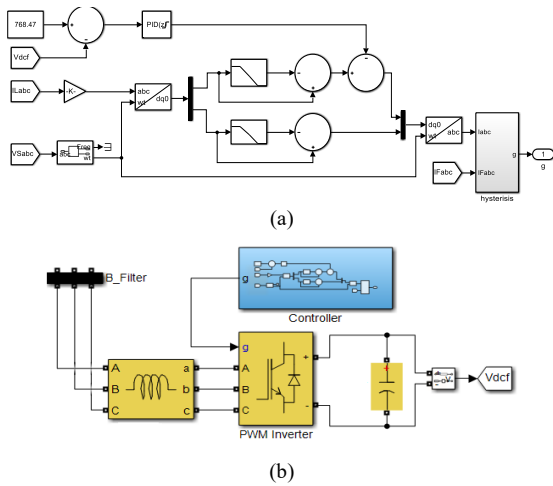 768.47
PID(z)
Vdcf
ILabc
-K-
abc
wt
dq0
VSabc
abc
Freq
wt
dq0
wt
abc
Iabc
IFabc
g
1
g
IFabc
hysterisis
(a)
B_Filter
g
Controller
g
A
B
C
a
b
c
A
B
C
+
-
PWM Inverter
+
+
-
v
Vdcf
(b)